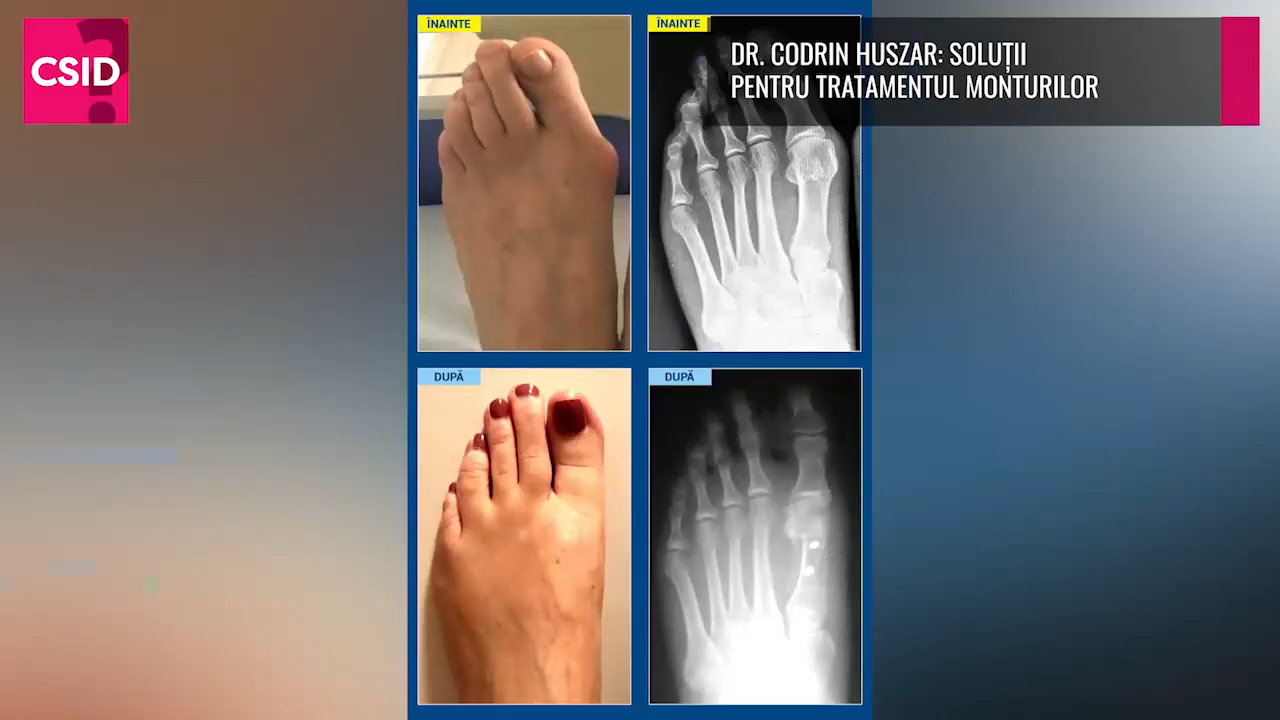 CSID
ÎNAINTE
ÎNAINTE
DR. CODRIN HUSZAR: SOLUȚII
PENTRU TRATAMENTUL MONTURILOR
DUPĂ
DUPĂ